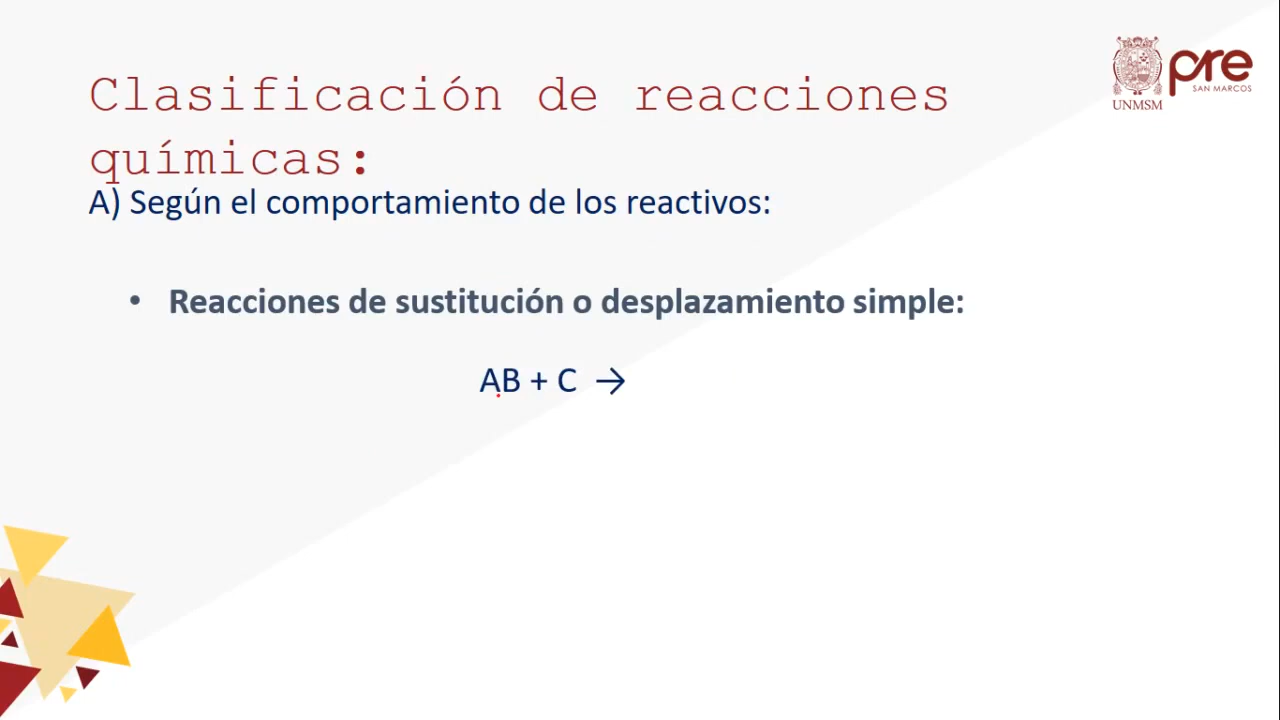 Clasificación de reacciones
químicas:
A) Según el comportamiento de los reactivos:
• Reacciones de sustitución o desplazamiento simple:
AB + C →
UNMSM
pre
SAN MARCOS